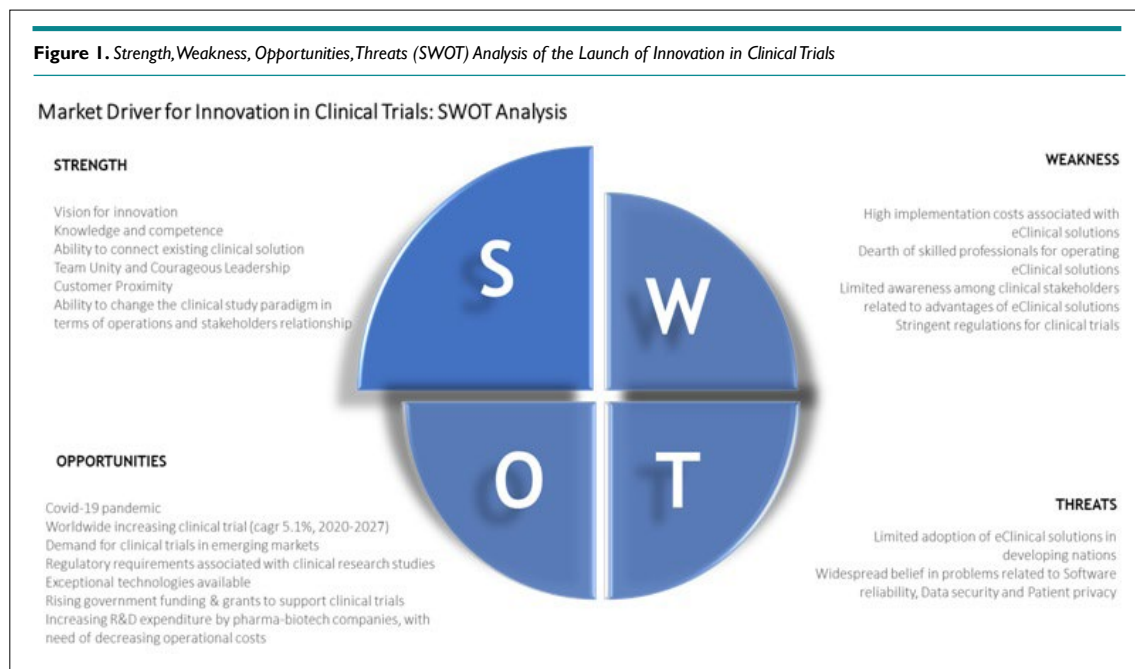 Figure 1. Strength, Weakness, Opportunities, Threats (SWOT) Analysis of the Launch of Innovation in Clinical Trials
Market Driver for Innovation in Clinical Trials: SWOT Analysis
STRENGTH
Vision for innovation
Knowledge and competence
Ability to connect existing clinical solution
Team Unity and Courageous Leadership
Customer Proximity
Ability to change the clinical study paradigm in
terms of operations and stakeholders relationship
WEAKNESS
High implementation costs associated with
eClinical solutions
Dearth of skilled professionals for operating
eClinical solutions
Limited awareness among clinical stakeholders
related to advantages of eClinical solutions
Stringent regulations for clinical trials
S
W
O
T
OPPORTUNITIES
Covid-19 pandemic
Worldwide increasing clinical trial (cagr 5.1%, 2020-2027)
Demand for clinical trials in emerging markets
Regulatory requirements associated with clinical research studies
Exceptional technologies available
Rising government funding & grants to support clinical trials
Increasing R&D expenditure by pharma-biotech companies, with
need of decreasing operational costs
THREATS
Limited adoption of eClinical solutions in
developing nations
Widespread belief in problems related to Software
reliability, Data security and Patient privacy